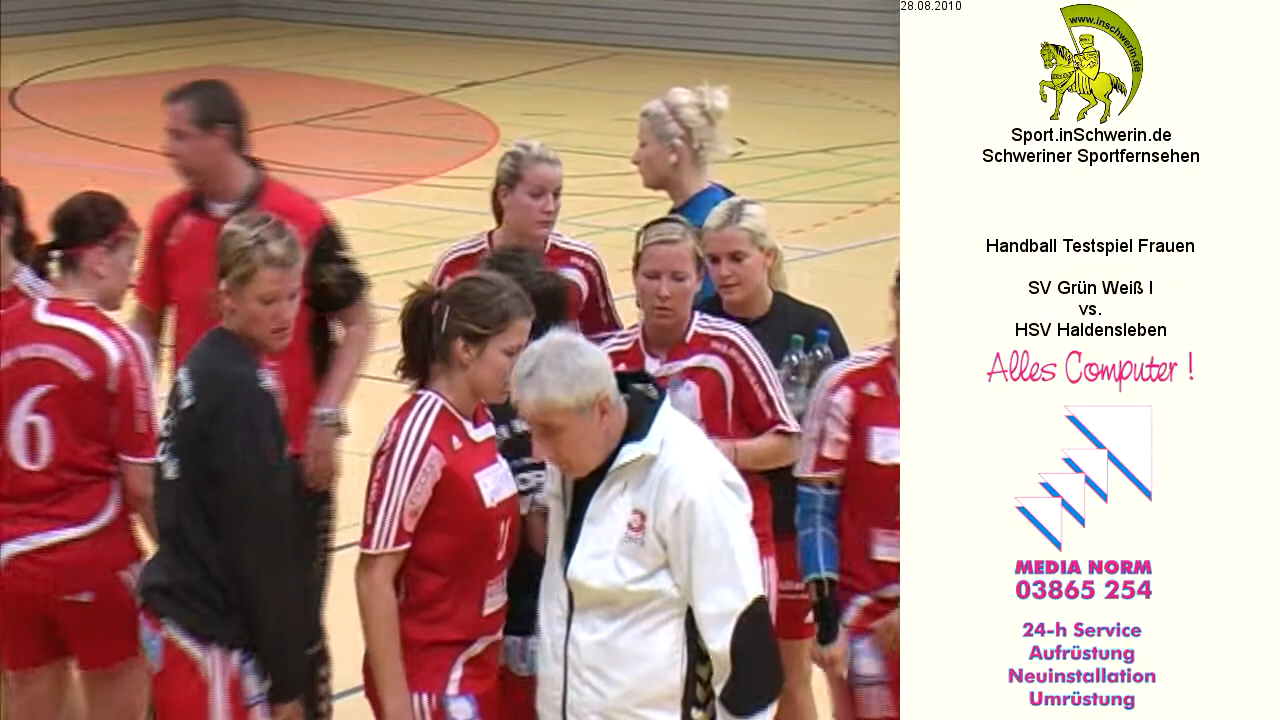 28.08.2010
www.inschwerin.de
Sport.inSchwerin.de
Schweriner Sportfernsehen
Handball Testspiel Frauen
SV Grün Weiß I
vs.
HSV Haldensleben
Alles Computer !
MEDIA NORM
03865 254
24-h Service
Aufrüstung
Neuinstallation
Umrüstung
6